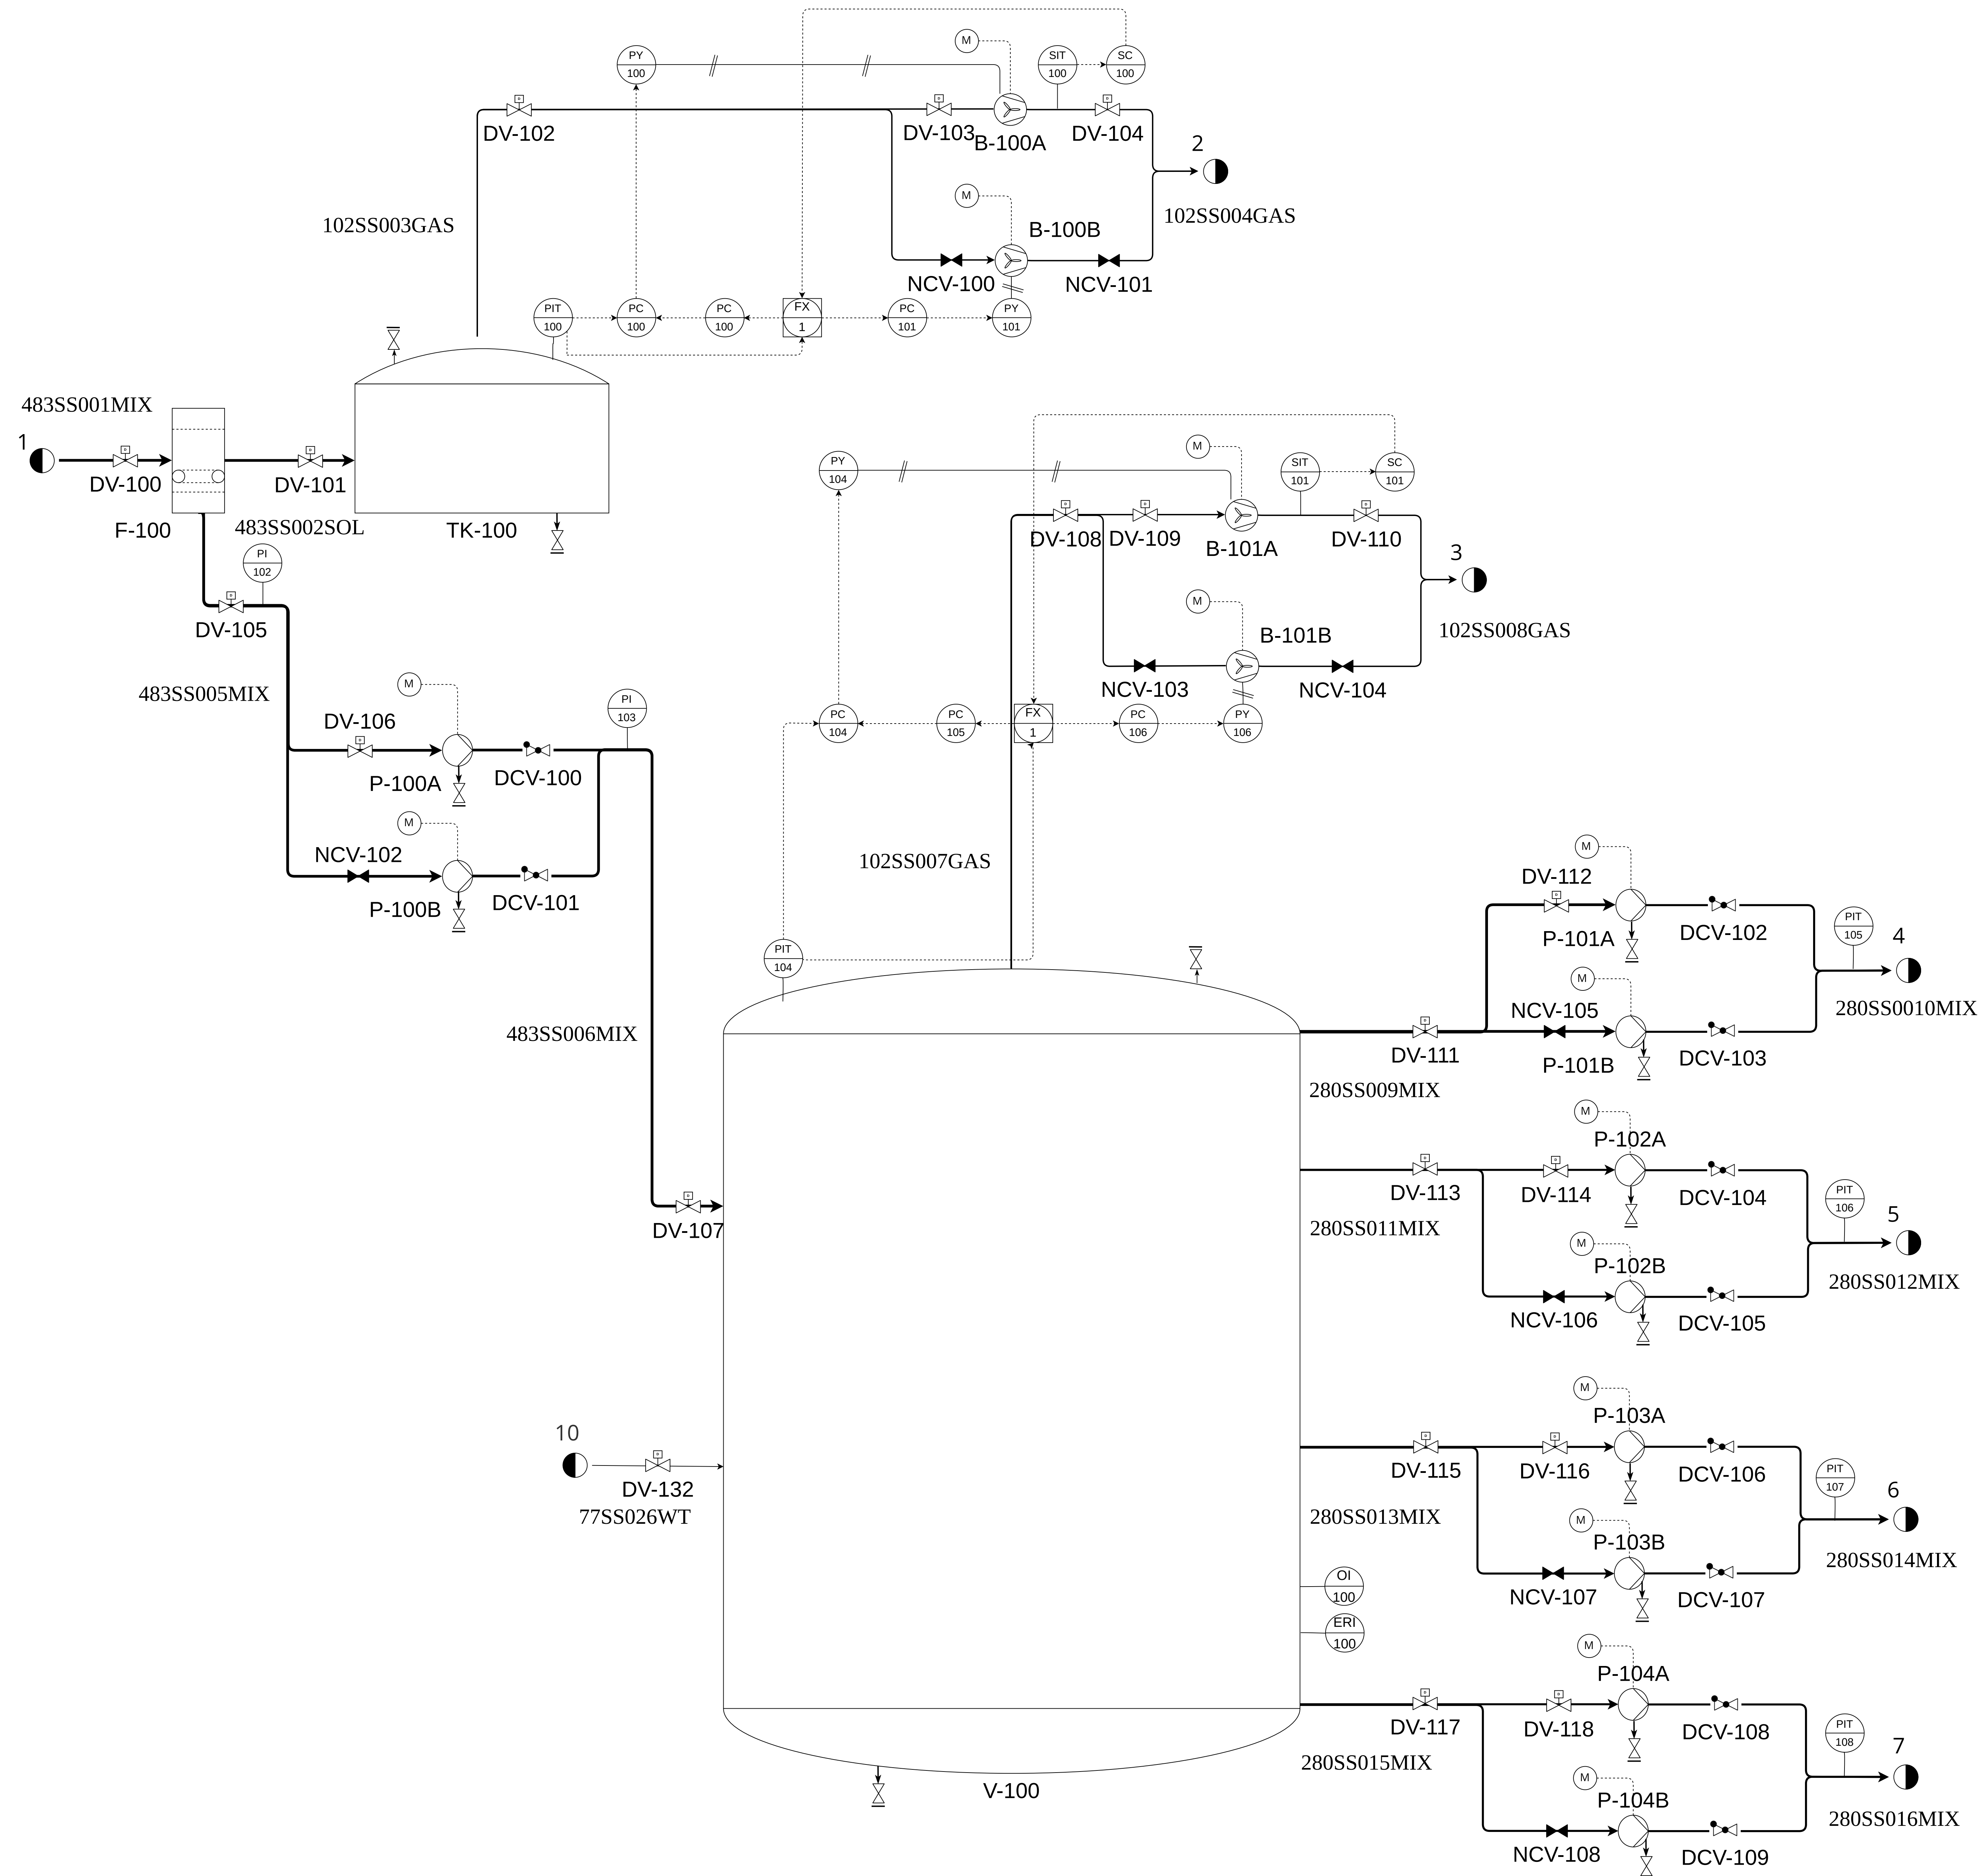 M
PY
100
SIT
100
SC
100
DV-102
DV-103
B-100A
DV-104
2
M
102SS003GAS
B-100B
102SS004GAS
NCV-100
NCV-101
PIT
100
PC
100
PC
100
FX
1
PC
101
PY
101
483SS001MIX
1
DV-100
DV-101
F-100
483SS002SOL
TK-100
PI
102
DV-105
483SS005MIX
M
PY
104
SIT
101
SC
101
DV-108
DV-109
B-101A
DV-110
3
M
B-101B
102SS008GAS
NCV-103
NCV-104
PC
104
PC
105
FX
1
PC
106
PY
106
M
DV-106
PI
103
P-100A
DCV-100
M
NCV-102
P-100B
DCV-101
102SS007GAS
PIT
104
483SS006MIX
DV-107
M
DV-112
P-101A
DCV-102
PIT
105
4
M
NCV-105
280SS0010MIX
DV-111
P-101B
DCV-103
280SS009MIX
M
P-102A
DV-113
DV-114
DCV-104
PIT
106
5
280SS011MIX
M
P-102B
280SS012MIX
NCV-106
DCV-105
M
P-103A
10
DV-132
77SS026WT
DV-115
DV-116
DCV-106
PIT
107
6
280SS013MIX
M
P-103B
280SS014MIX
OI
100
NCV-107
DCV-107
ERI
100
M
P-104A
DV-117
DV-118
DCV-108
PIT
108
7
280SS015MIX
M
P-104B
280SS016MIX
V-100
NCV-108
DCV-109